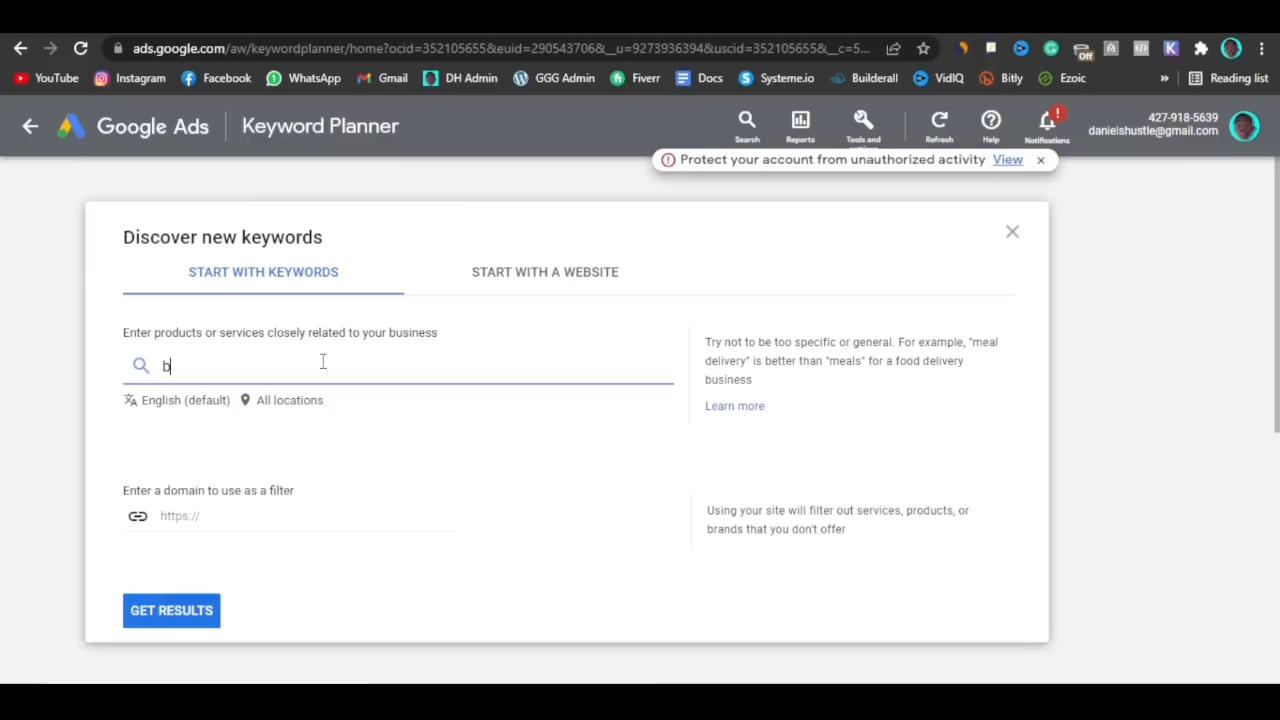 ads.google.com/aw/keywordplanner/home?ocid=352105655&euid=290543706&__u=9273936394&uscid=352105655&__c=5...
Off
YouTube Instagram Facebook WhatsApp Gmail DH Admin GGG Admin Fiverr Docs Systeme.io Builderall VidIQ Bitly Ezoic » Reading list
Google Ads Keyword Planner
Search Reports Tools and Refresh Help Notifications
427-918-5639
danielshustle@gmail.com
Protect your account from unauthorized activity View ×
Discover new keywords
START WITH KEYWORDS START WITH A WEBSITE
Enter products or services closely related to your business
b
English (default) All locations
Try not to be too specific or general. For example, "meal
delivery" is better than "meals" for a food delivery
business
Learn more
Enter a domain to use as a filter
https://
Using your site will filter out services, products, or
brands that you don't offer
GET RESULTS